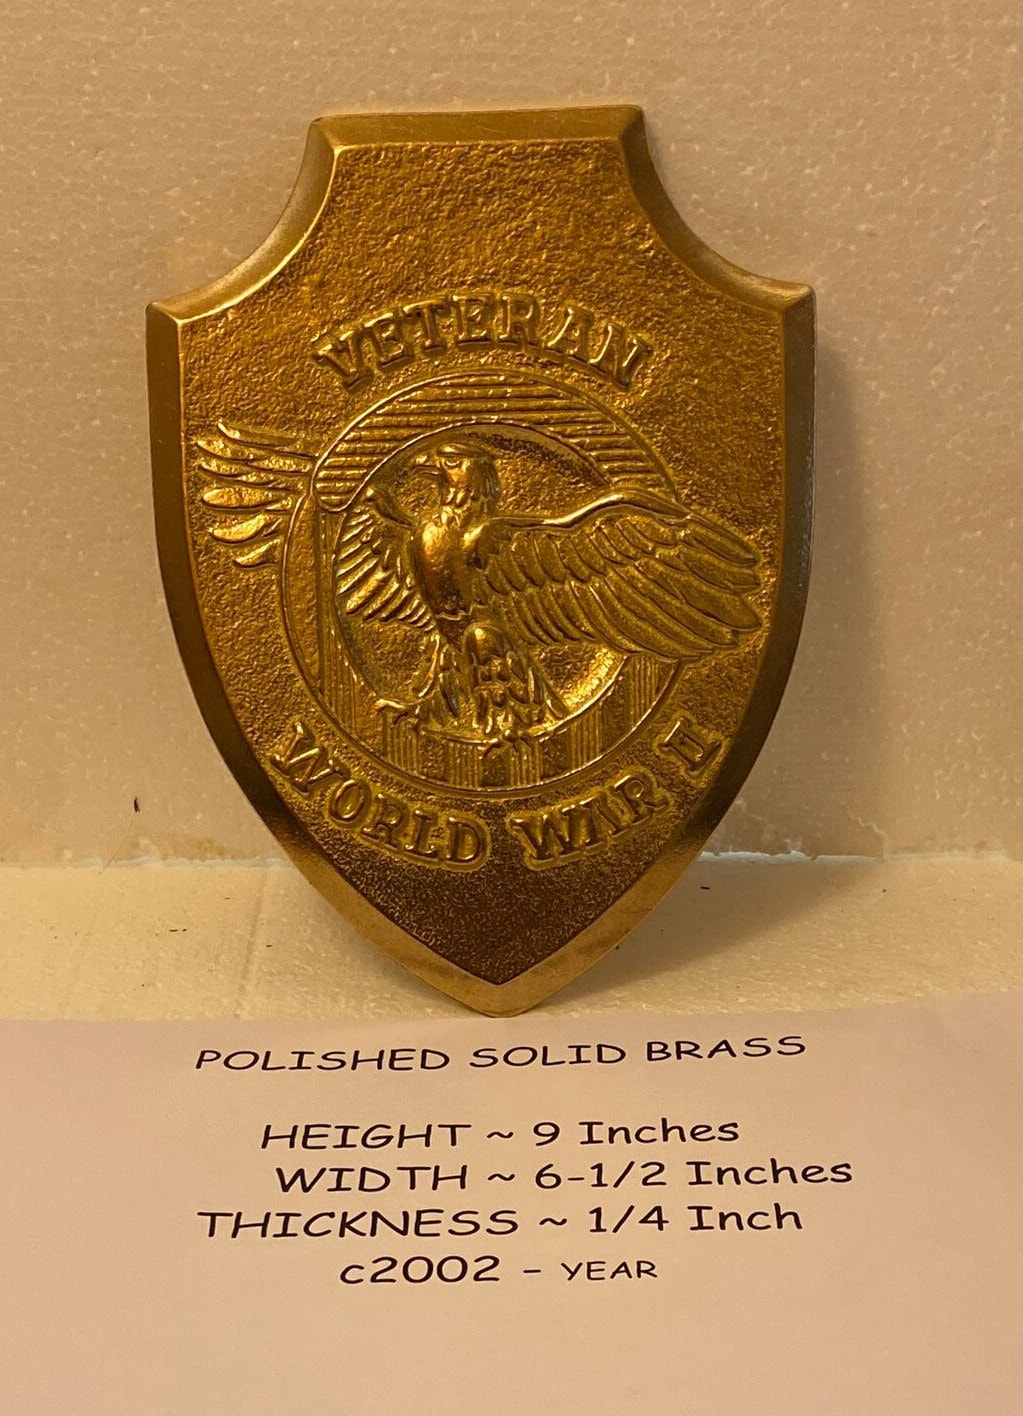 VETERAN
WORLD WAR II
POLISHED SOLID BRASS
HEIGHT ~ 9 Inches
WIDTH ~ 6-1/2 Inches
THICKNESS ~ 1/4 Inch
c2002 - YEAR